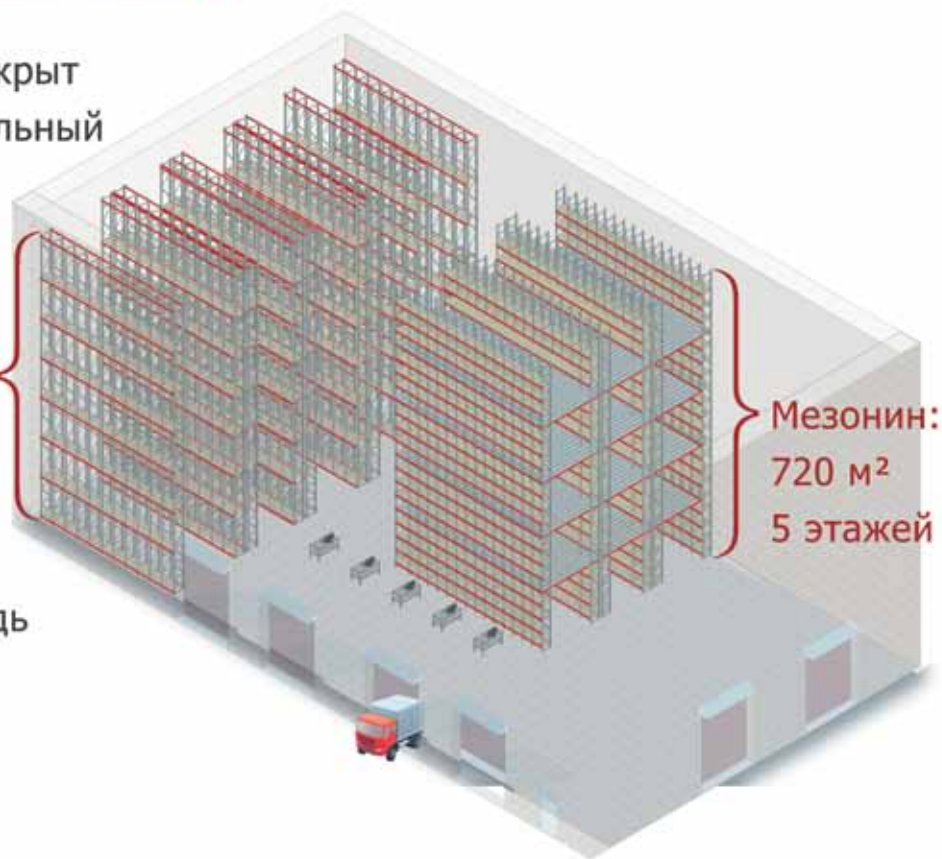 крыт
льный
Мезонин:
720 м²
5 этажей
дь